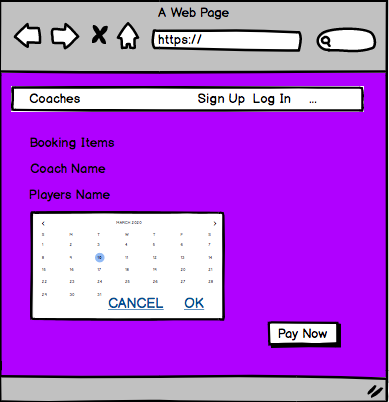 A Web Page
https://
Coaches Sign Up Log In ...
Booking Items
Coach Name
Players Name
MARCH 2020
S M T W T F S
1 2 3 4 5 6 7
8 9 10 11 12 13 14
15 16 17 18 19 20 21
22 23 24 25 26 27 28
29 30 31
CANCEL OK
Pay Now